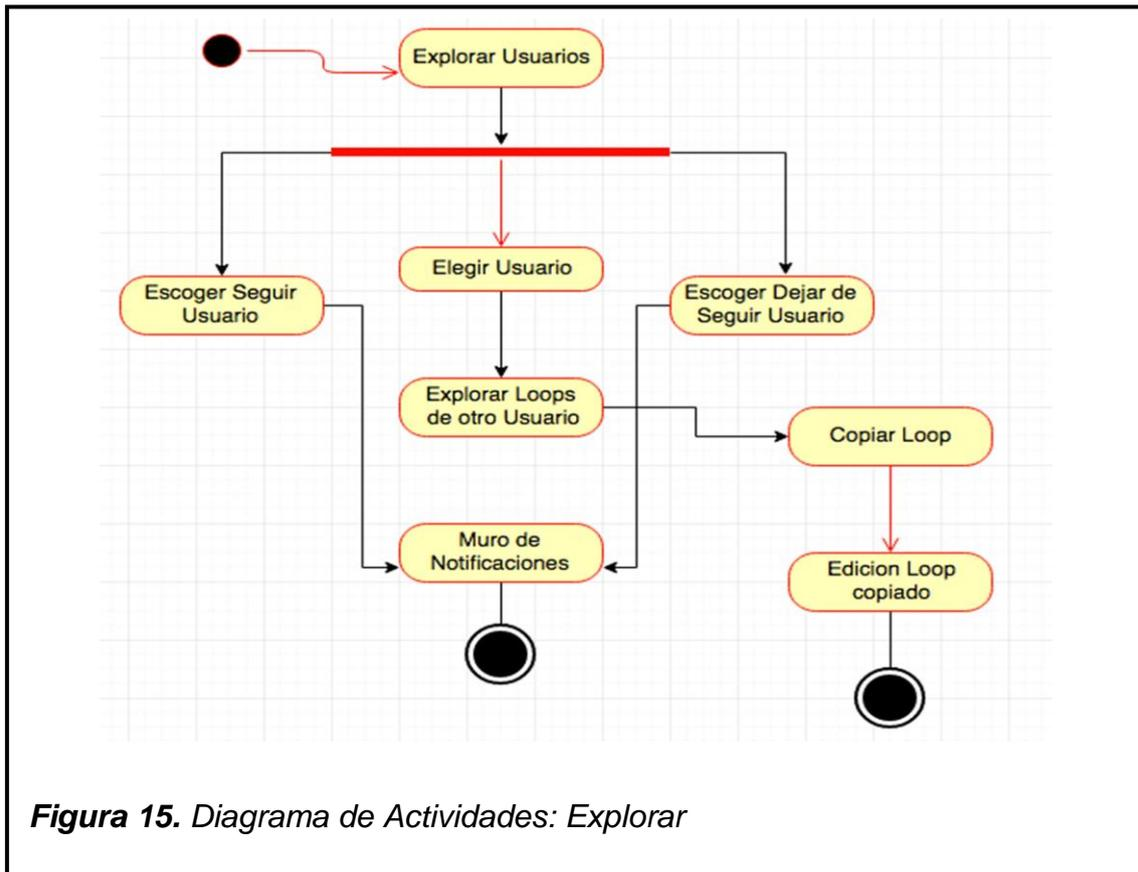 Explorar Usuarios
Elegir Usuario
Escoger Seguir
Usuario
Escoger Dejar de
Seguir Usuario
Explorar Loops
de otro Usuario
Copiar Loop
Muro de
Notificaciones
Edicion Loop
copiado
Figura 15. Diagrama de Actividades: Explorar